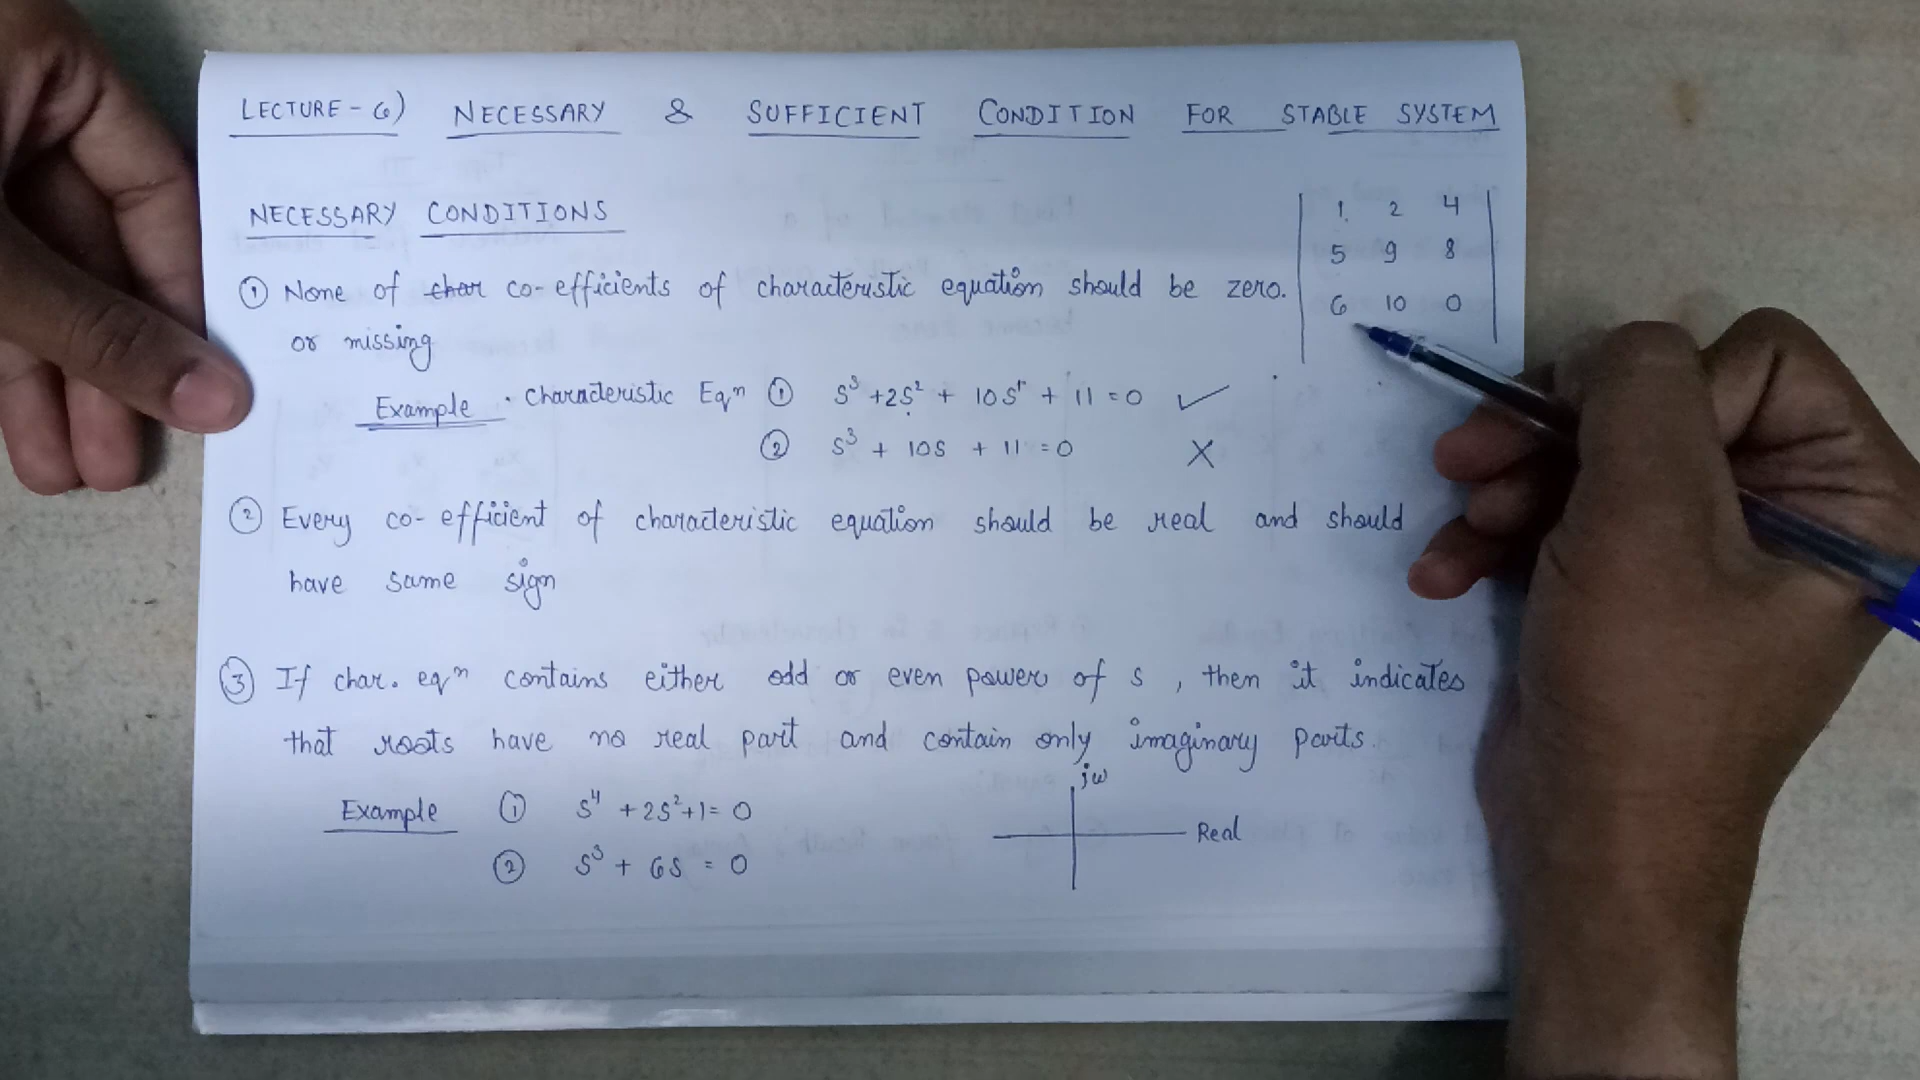 LECTURE-6) NECESSARY & SUFFICIENT CONDITION FOR STABLE SYSTEM
NECESSARY CONDITIONS
① None of char co-efficients of characteristic equation should be zero.
or missing
1 2 4
5 9 8
6 10 0
Example . Characteristic Eqⁿ ① S³ + 2S² + 10S¹ + 11 = 0 ✓
② S³ + 10S + 11 = 0 X
② Every co-efficient of characteristic equation should be real and should
have same sign
③ If char. eqⁿ contains either odd or even power of s, then it indicates
that roots have no real part and contain only imaginary parts.
jω
Real
Example ① S⁴ + 2S² + 1 = 0
② S³ + 6S = 0